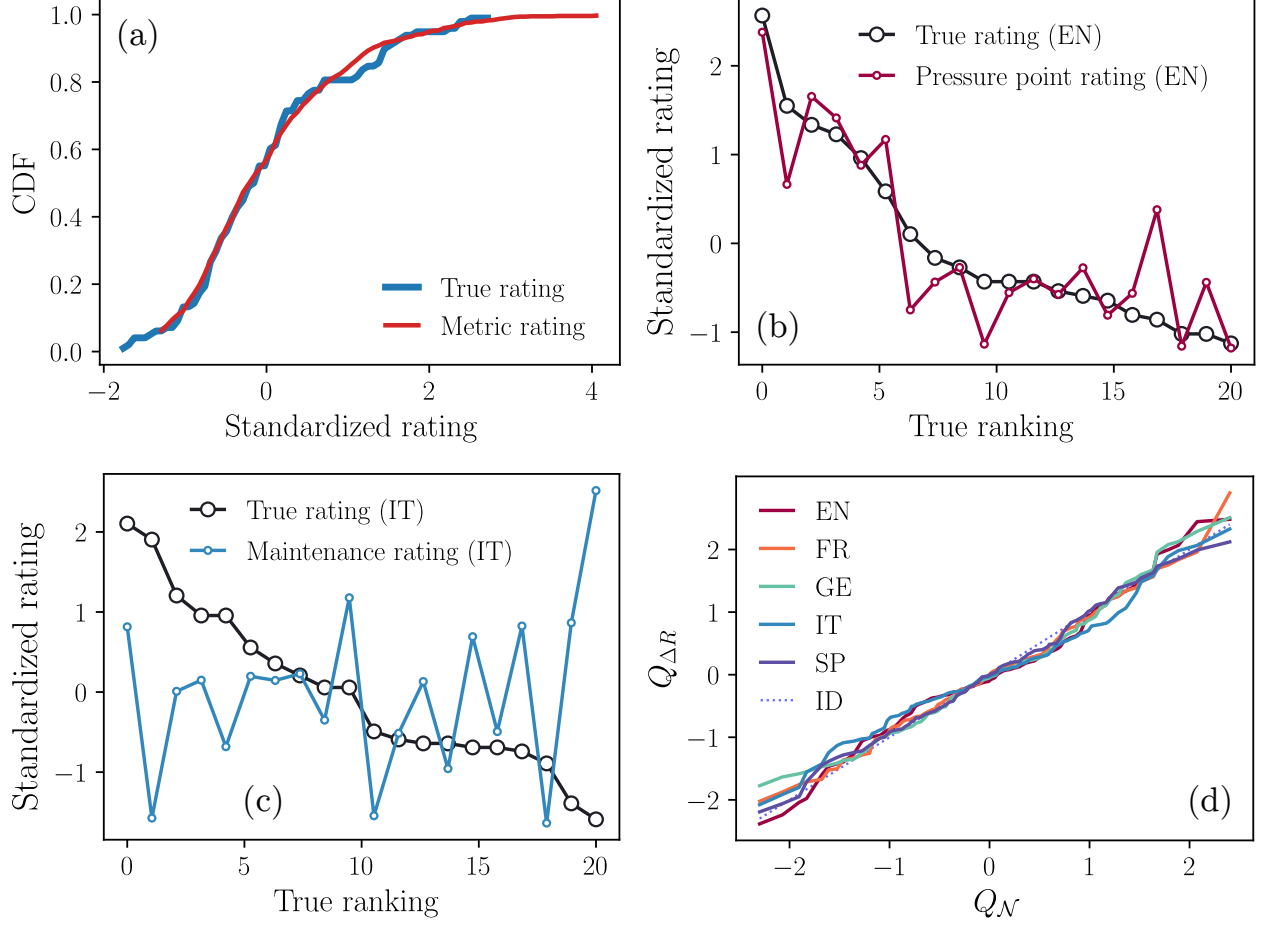 (a)
1.0
0.8
0.6
0.4
0.2
0.0
CDF
True rating
Metric rating
−2 0 2 4
Standardized rating
True rating (EN)
Pressure point rating (EN)
2
1
0
−1
Standardized rating
(b)
0 5 10 15 20
True ranking
True rating (IT)
Maintenance rating (IT)
2
1
0
−1
Standardized rating
(c)
0 5 10 15 20
True ranking
EN
FR
GE
IT
SP
ID
2
1
0
−1
−2
Q_{ΔR}
(d)
−2 −1 0 1 2
Q_𝒩